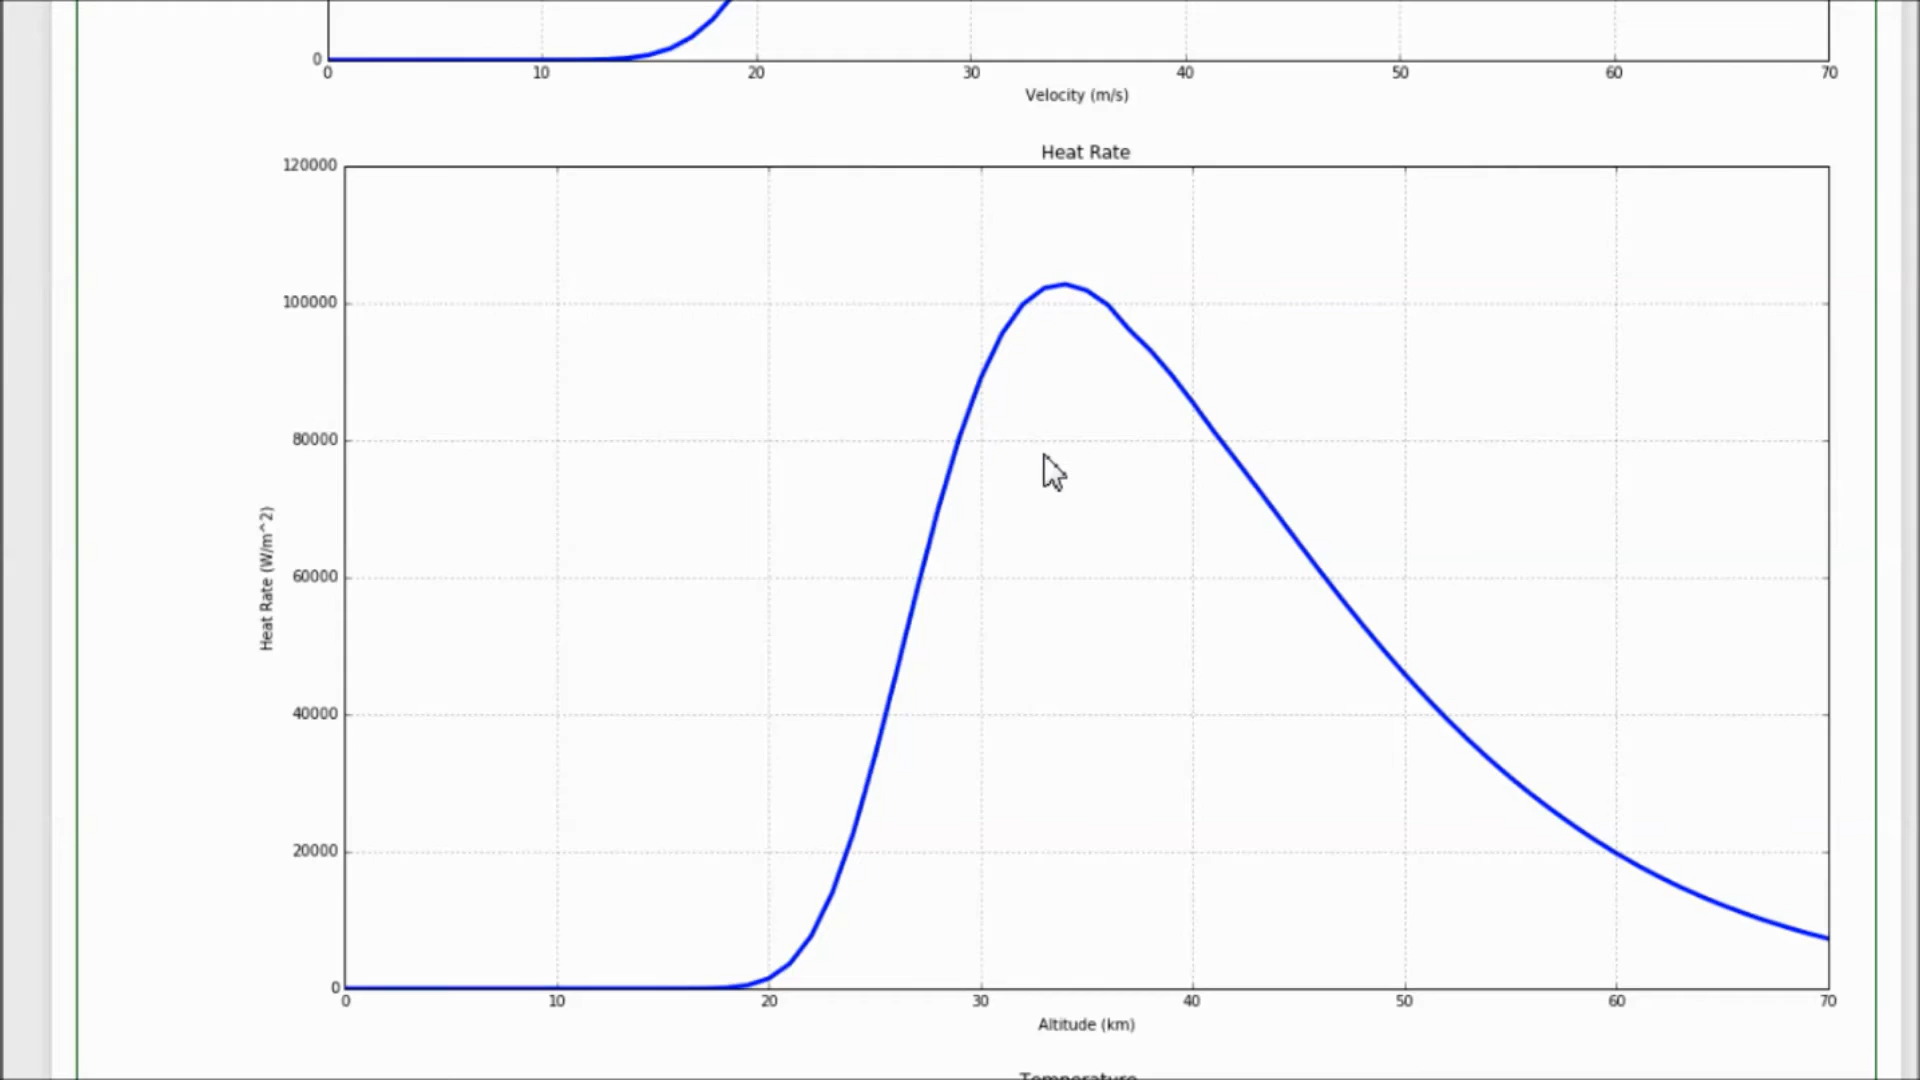 0
0 10 20 30 40 50 60 70
Velocity (m/s)
Heat Rate
120000
100000
80000
60000
40000
20000
0
Heat Rate (W/m^2)
0 10 20 30 40 50 60 70
Altitude (km)
Temperature